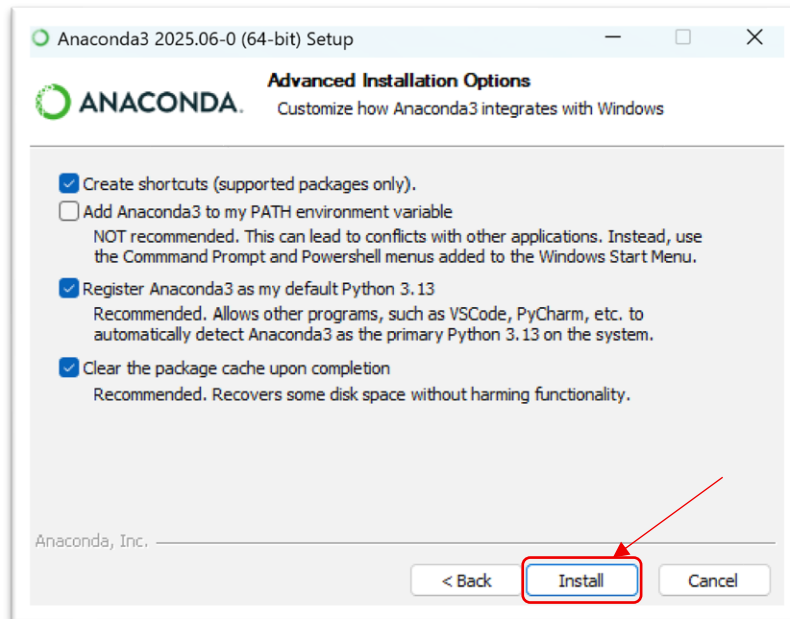 Anaconda3 2025.06-0 (64-bit) Setup
ANACONDA.
Advanced Installation Options
Customize how Anaconda3 integrates with Windows
Create shortcuts (supported packages only).
Add Anaconda3 to my PATH environment variable
NOT recommended. This can lead to conflicts with other applications. Instead, use
the Commmand Prompt and Powershell menus added to the Windows Start Menu.
Register Anaconda3 as my default Python 3.13
Recommended. Allows other programs, such as VSCode, PyCharm, etc. to
automatically detect Anaconda3 as the primary Python 3.13 on the system.
Clear the package cache upon completion
Recommended. Recovers some disk space without harming functionality.
Anaconda, Inc.
< Back Install Cancel